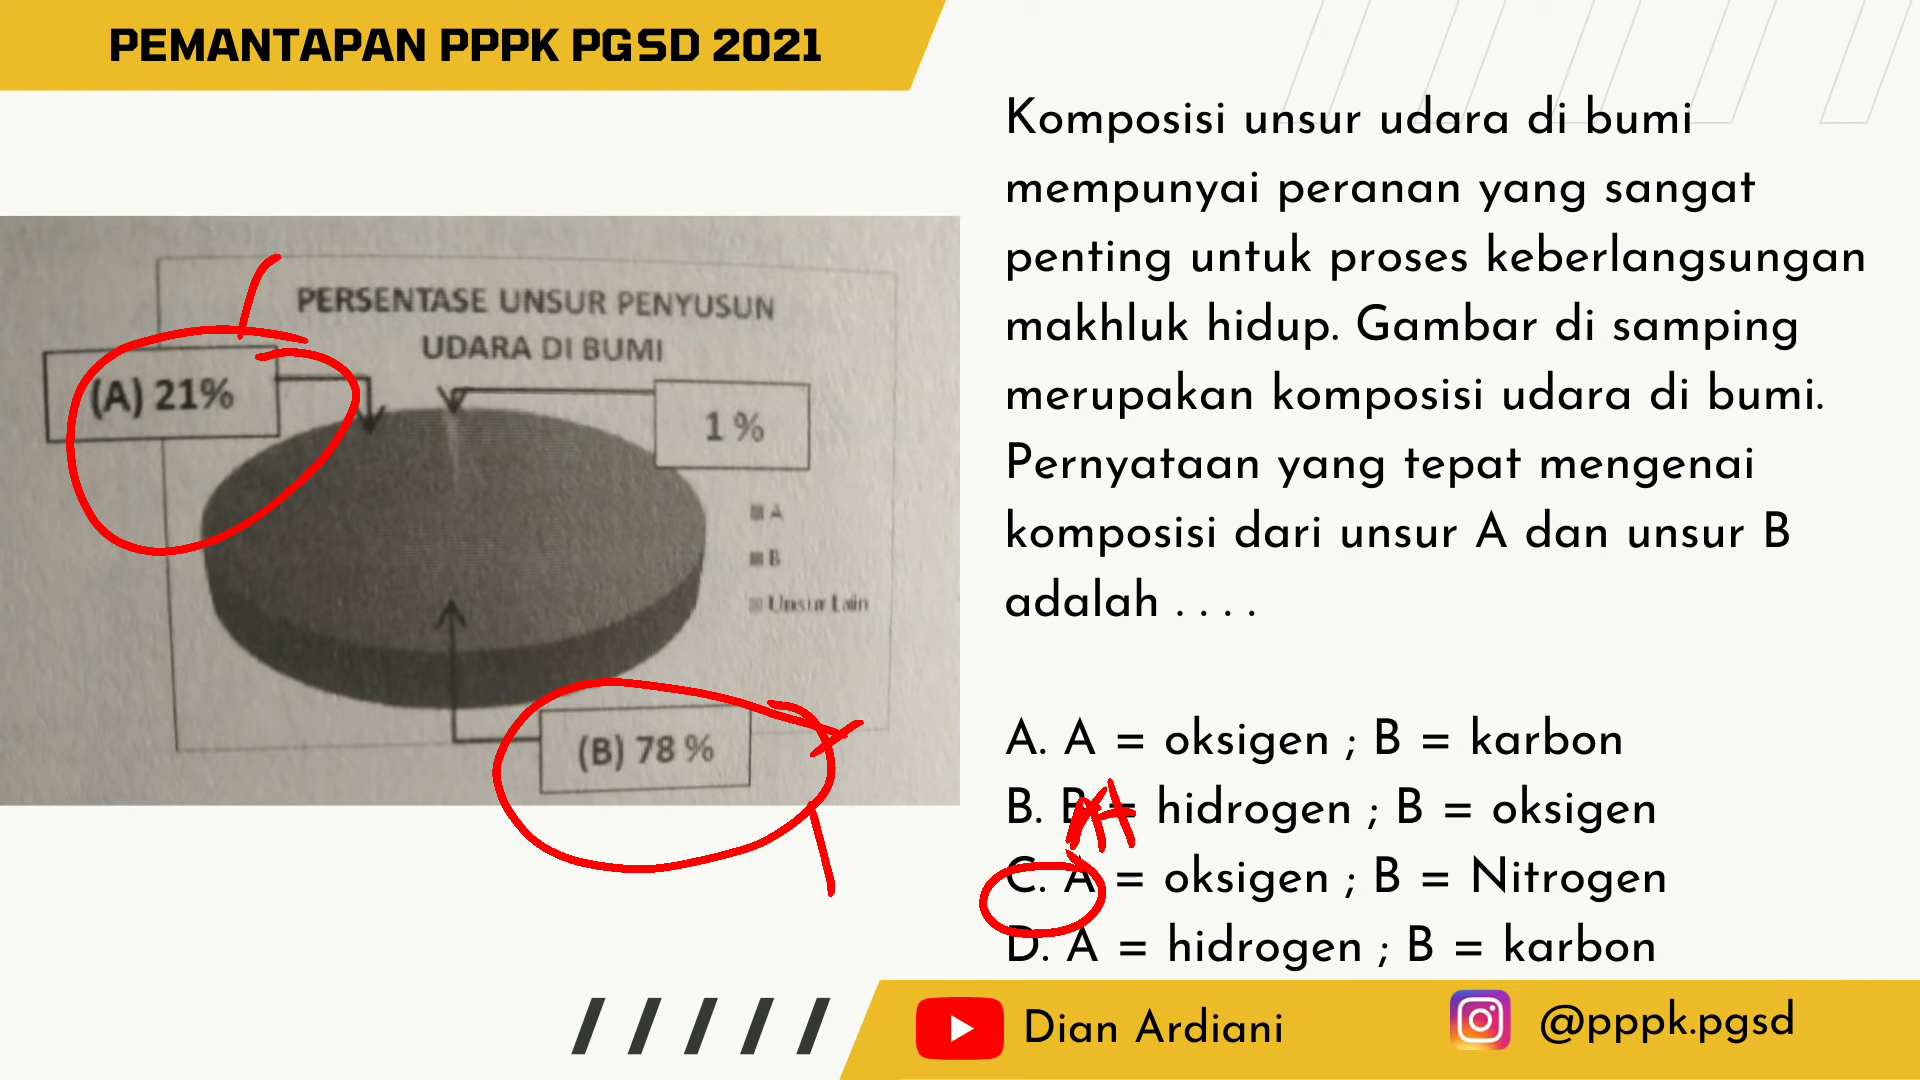 PEMANTAPAN PPPK PGSD 2021
PERSENTASE UNSUR PENYUSUN
UDARA DI BUMI
(A) 21%
1 %
A
B
Unsur Lain
(B) 78 %
Komposisi unsur udara di bumi
mempunyai peranan yang sangat
penting untuk proses keberlangsungan
makhluk hidup. Gambar di samping
merupakan komposisi udara di bumi.
Pernyataan yang tepat mengenai
komposisi dari unsur A dan unsur B
adalah . . . .
A. A = oksigen ; B = karbon
A
B. B = hidrogen ; B = oksigen
C. A = oksigen ; B = Nitrogen
D. A = hidrogen ; B = karbon
Dian Ardiani
@pppk.pgsd